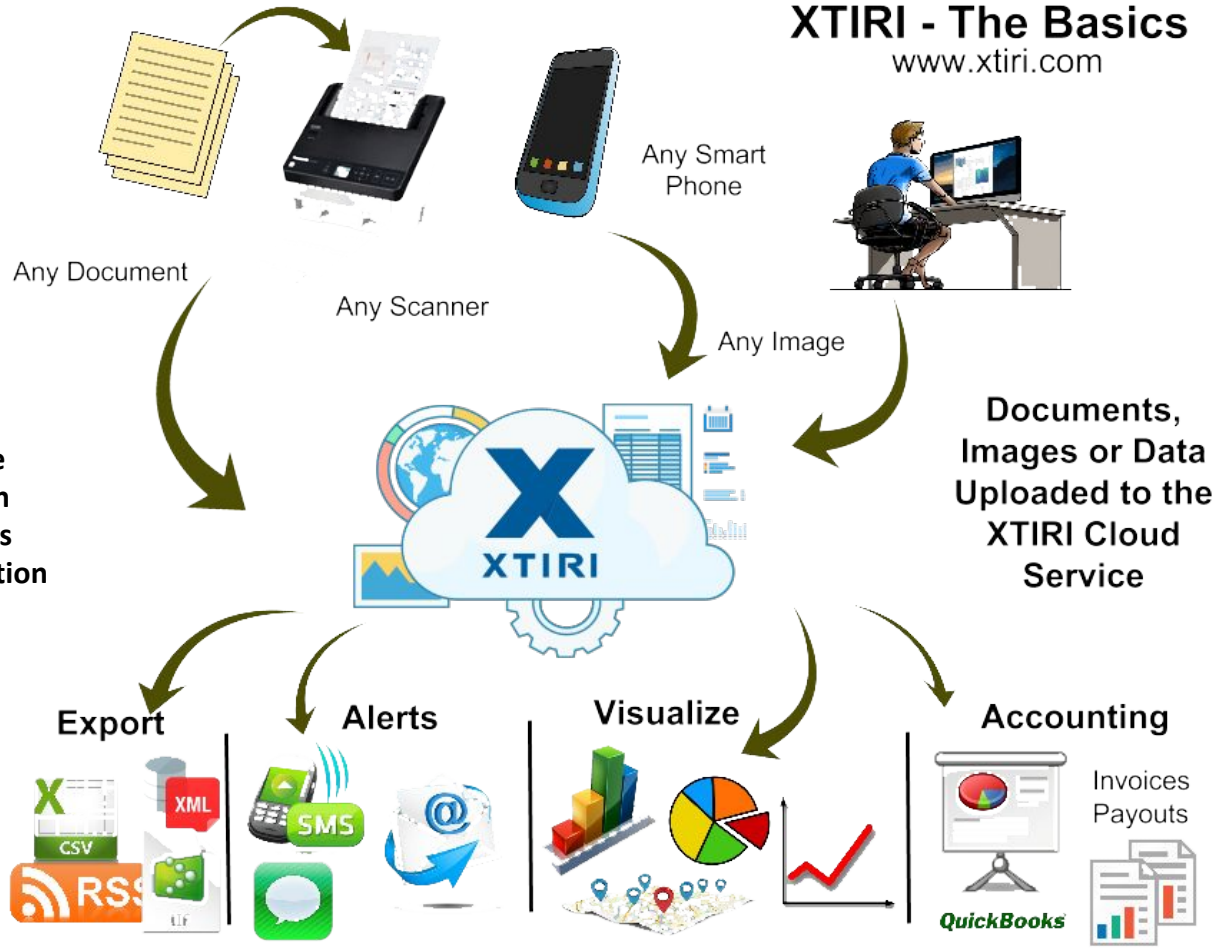 XTIRI - The Basics
www.xtiri.com
Any Smart
Phone
Any Document
Any Scanner
Any Image
Documents,
Images or Data
Uploaded to the
XTIRI Cloud
Service
e
n
s
tion
X
XTIRI
Export
Alerts
Visualize
Accounting
X
CSV
XML
RSS
SMS
@
Invoices
Payouts
QuickBooks